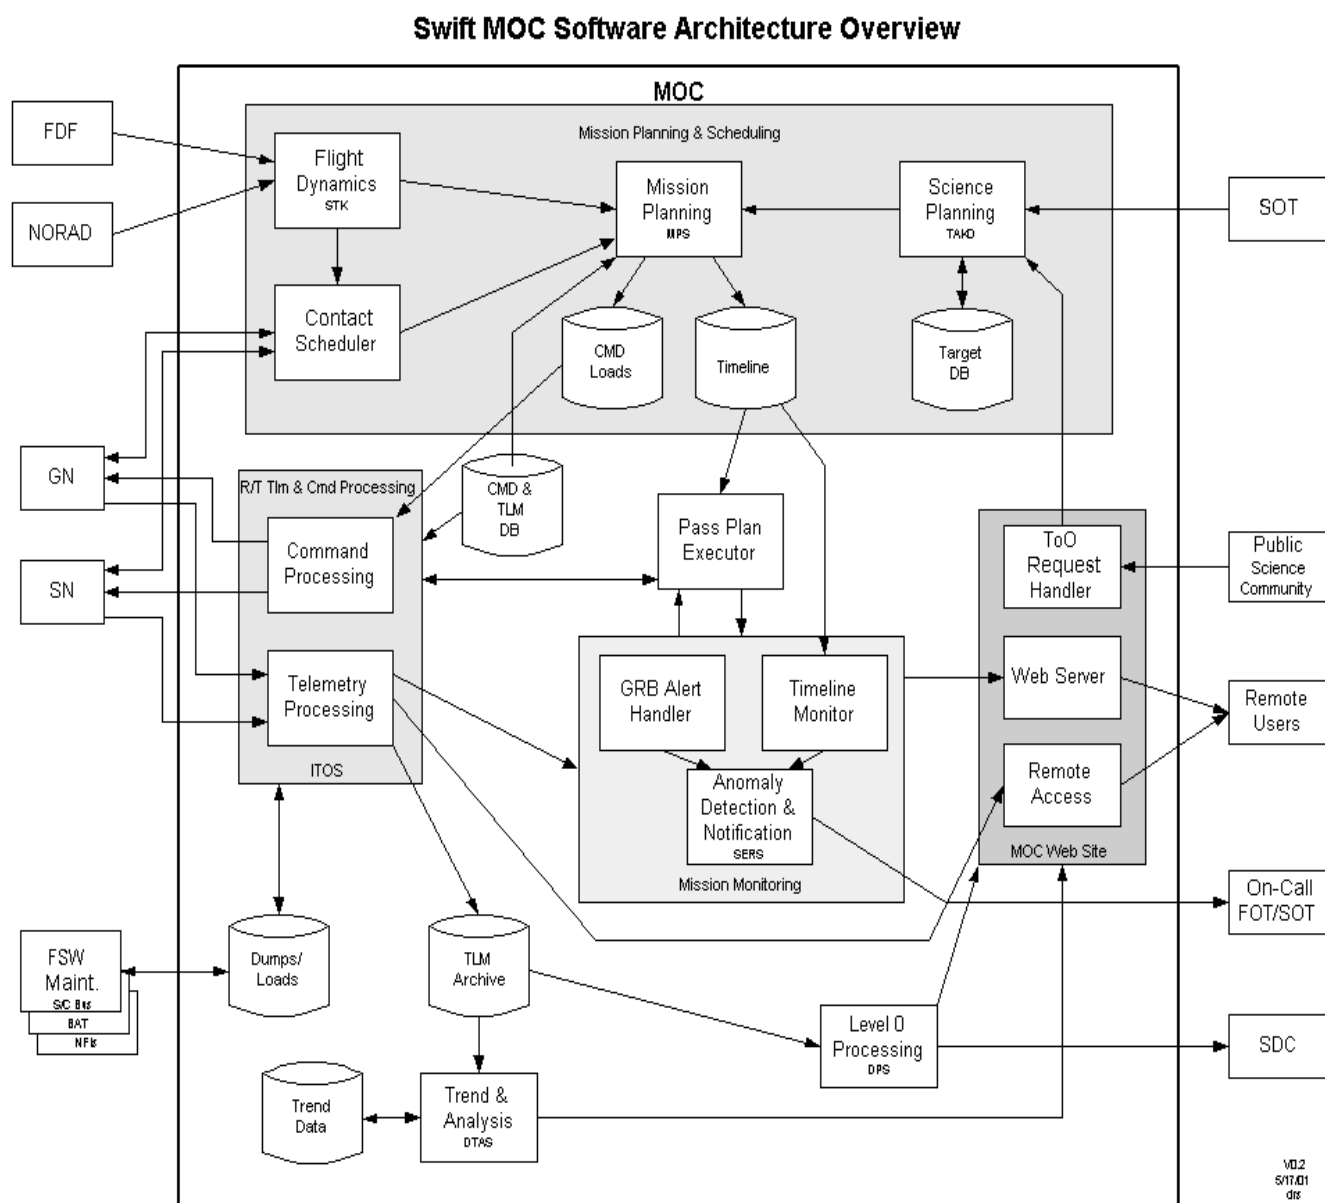 Swift MOC Software Architecture Overview
MOC
Mission Planning & Scheduling
FDF
NORAD
Flight
Dynamics
STK
Mission
Planning
MPS
Science
Planning
TAKO
SOT
Contact
Scheduler
CMD
Loads
Timeline
Target
DB
GN
SN
R/T Tlm & Cmd Processing
Command
Processing
Telemetry
Processing
ITOS
CMD &
TLM
DB
Pass Plan
Executor
GRB Alert
Handler
Timeline
Monitor
Anomaly
Detection &
Notification
SERS
Mission Monitoring
ToO
Request
Handler
Web Server
Remote
Access
MOC Web Site
Public
Science
Community
Remote
Users
On-Call
FOT/SOT
FSW
Maint.
S/C Bus
BAT
NFIs
Dumps/
Loads
TLM
Archive
Level 0
Processing
DPS
SDC
Trend
Data
Trend &
Analysis
DTAS
V0.2
5/17/01
drs